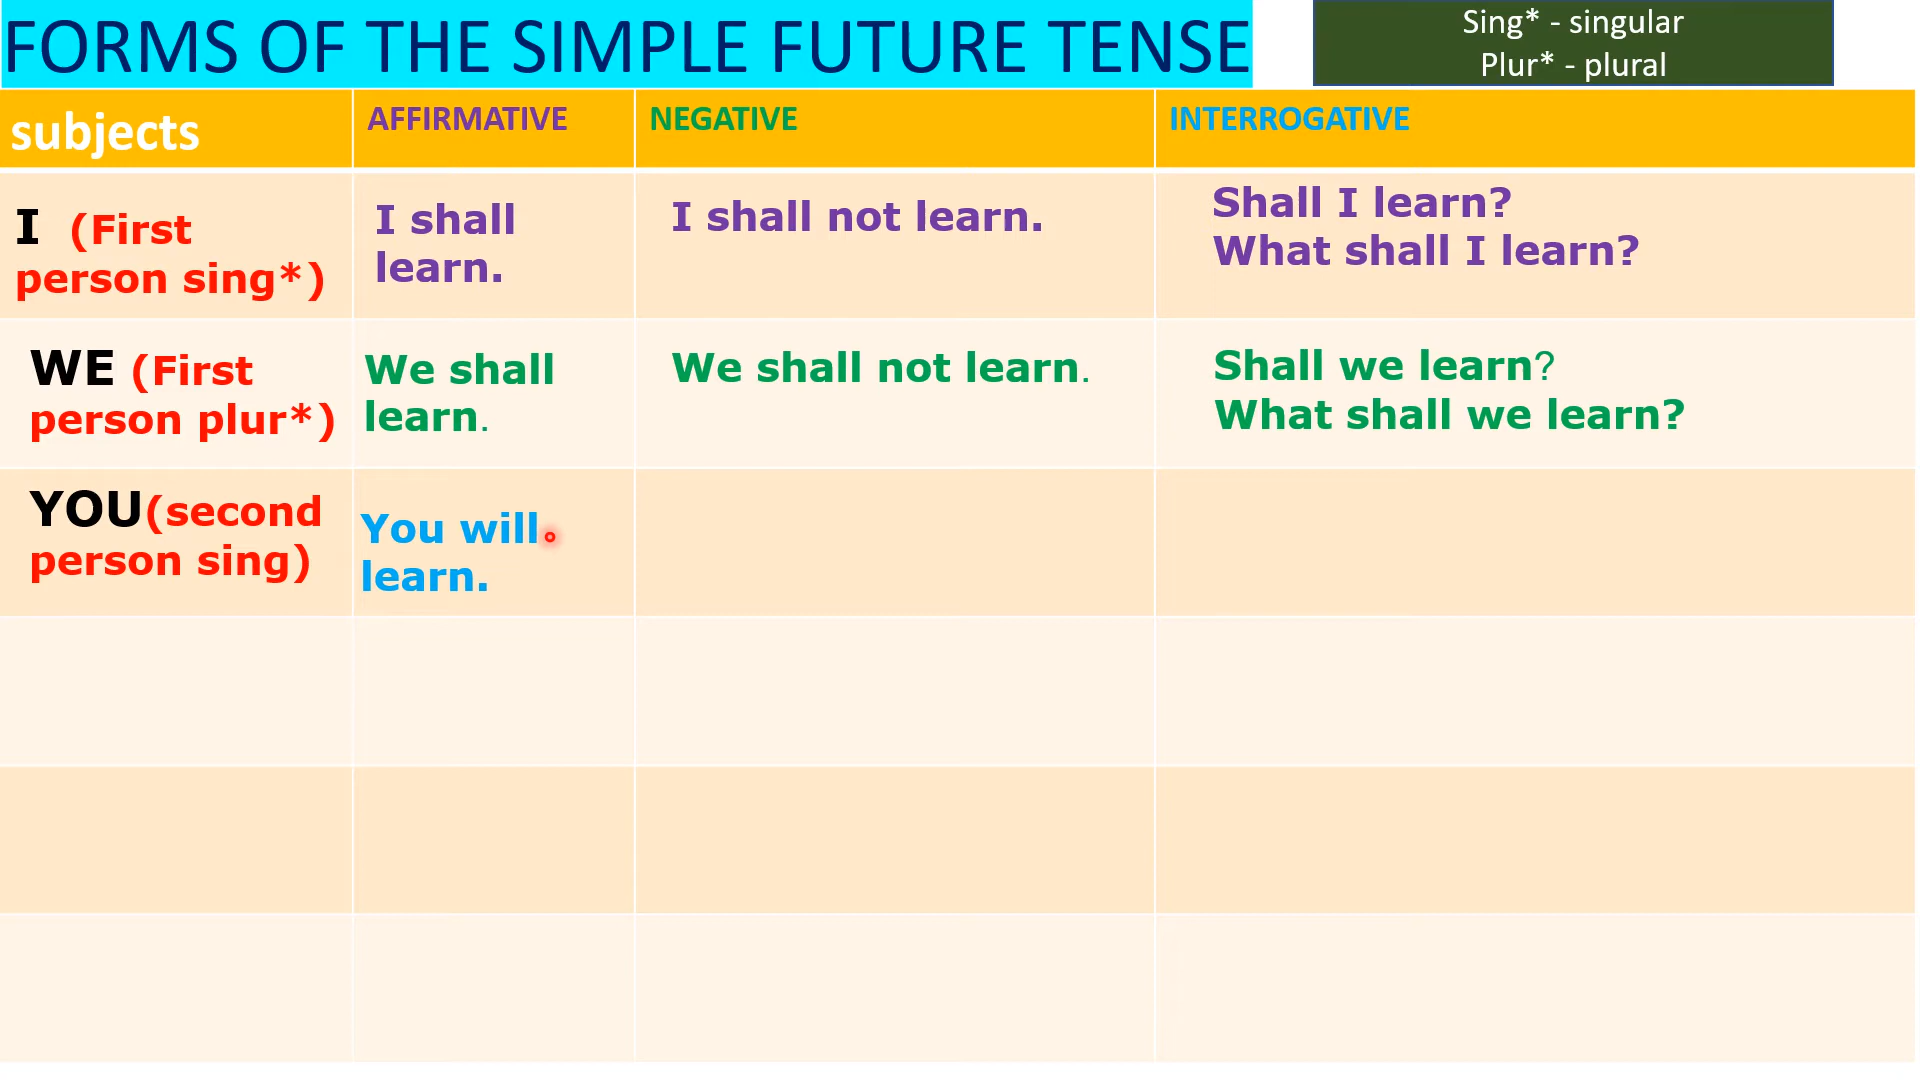 FORMS OF THE SIMPLE FUTURE TENSE
Sing* - singular
Plur* - plural
subjects
AFFIRMATIVE
NEGATIVE
INTERROGATIVE
I (First
person sing*)
I shall
learn.
I shall not learn.
Shall I learn?
What shall I learn?
WE (First
person plur*)
We shall
learn.
We shall not learn.
Shall we learn?
What shall we learn?
YOU(second
person sing)
You will
learn.